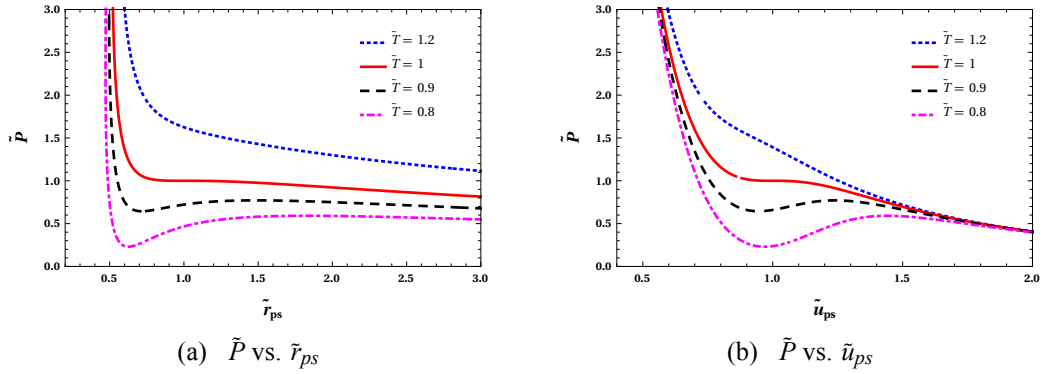 3.0
2.5
2.0
1.5
1.0
0.5
0.0
P̃
0.5 1.0 1.5 2.0 2.5 3.0
r̃ps
T̃ = 1.2
T̃ = 1
T̃ = 0.9
T̃ = 0.8
(a) P̃ vs. r̃ps
3.0
2.5
2.0
1.5
1.0
0.5
0.0
P̃
0.5 1.0 1.5 2.0
ũps
T̃ = 1.2
T̃ = 1
T̃ = 0.9
T̃ = 0.8
(b) P̃ vs. ũps